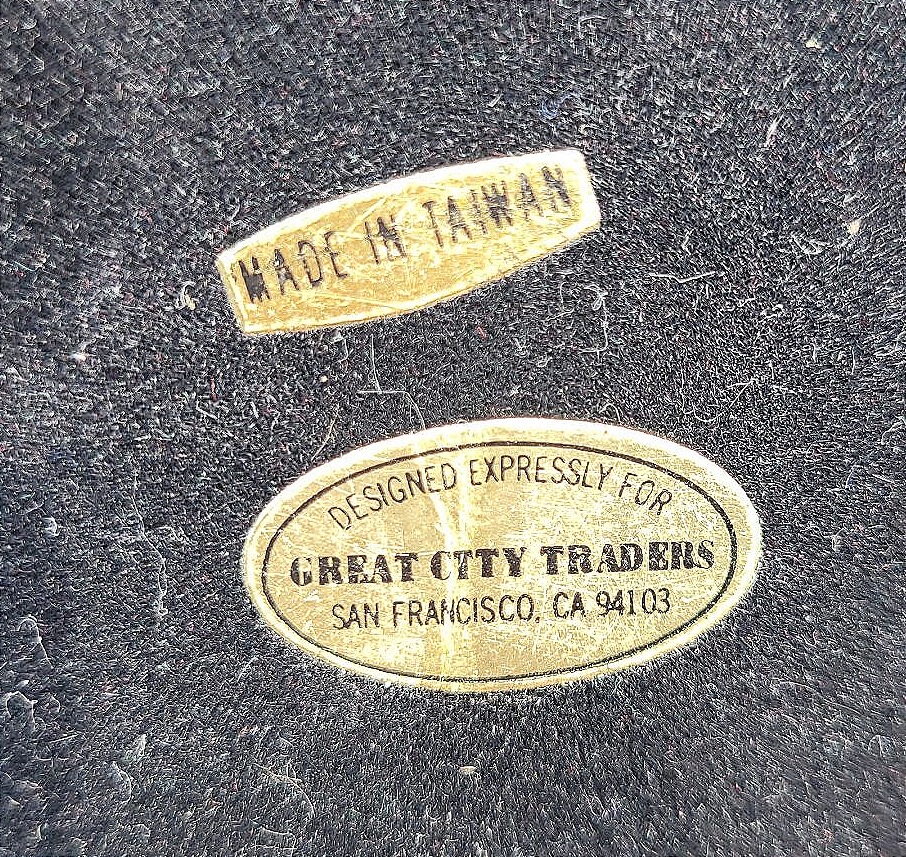 MADE IN TAIWAN
DESIGNED EXPRESSLY FOR
GREAT CITY TRADERS
SAN FRANCISCO, CA 94103